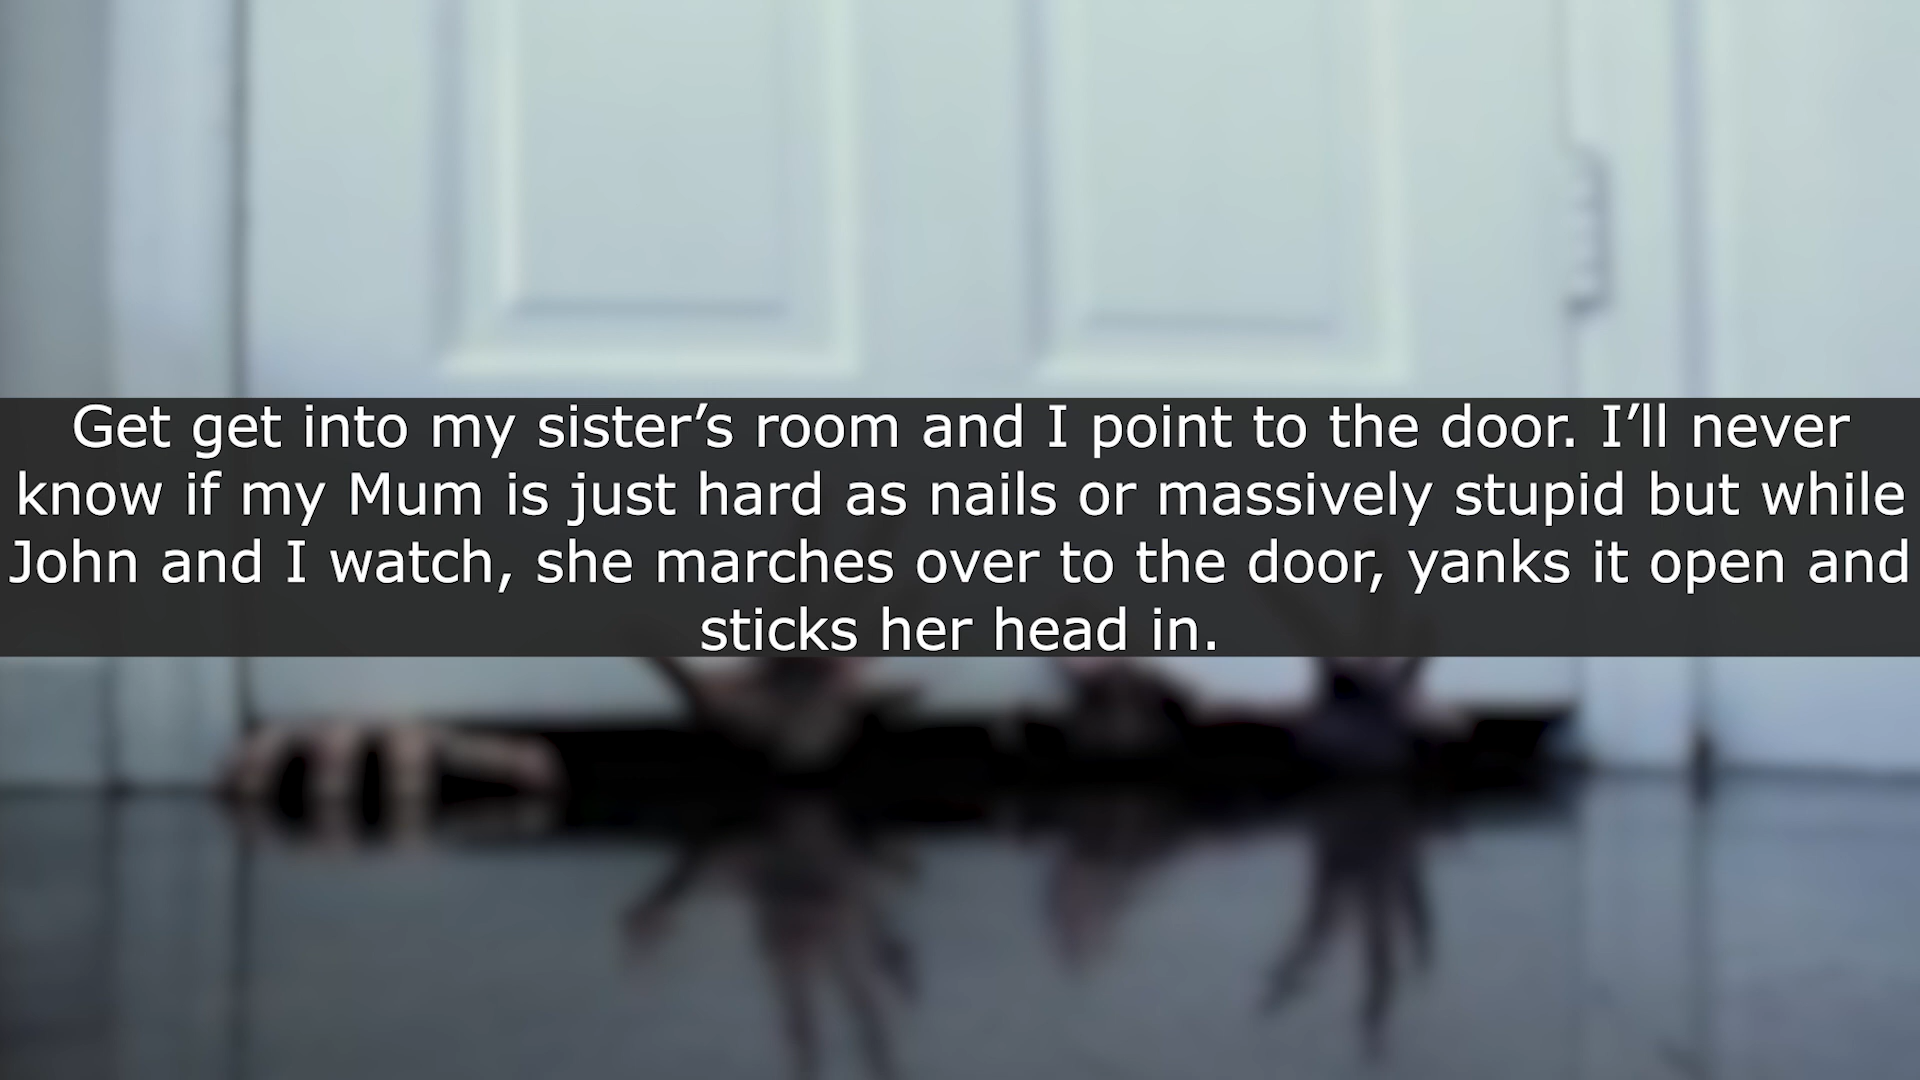 Get get into my sister’s room and I point to the door. I’ll never
know if my Mum is just hard as nails or massively stupid but while
John and I watch, she marches over to the door, yanks it open and
sticks her head in.